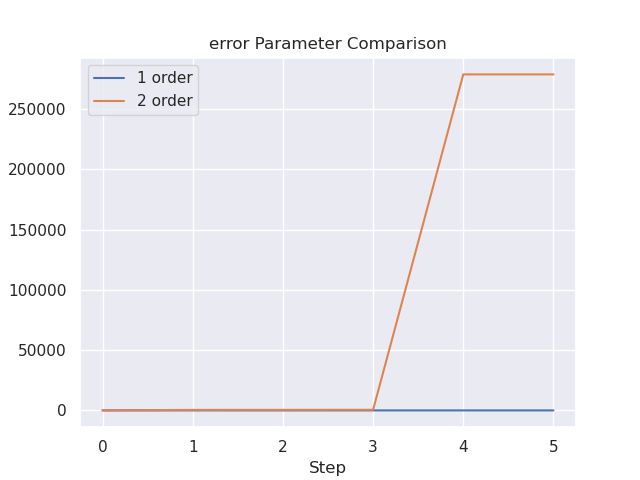 error Parameter Comparison
1 order
2 order
250000
200000
150000
100000
50000
0
0 1 2 3 4 5
Step